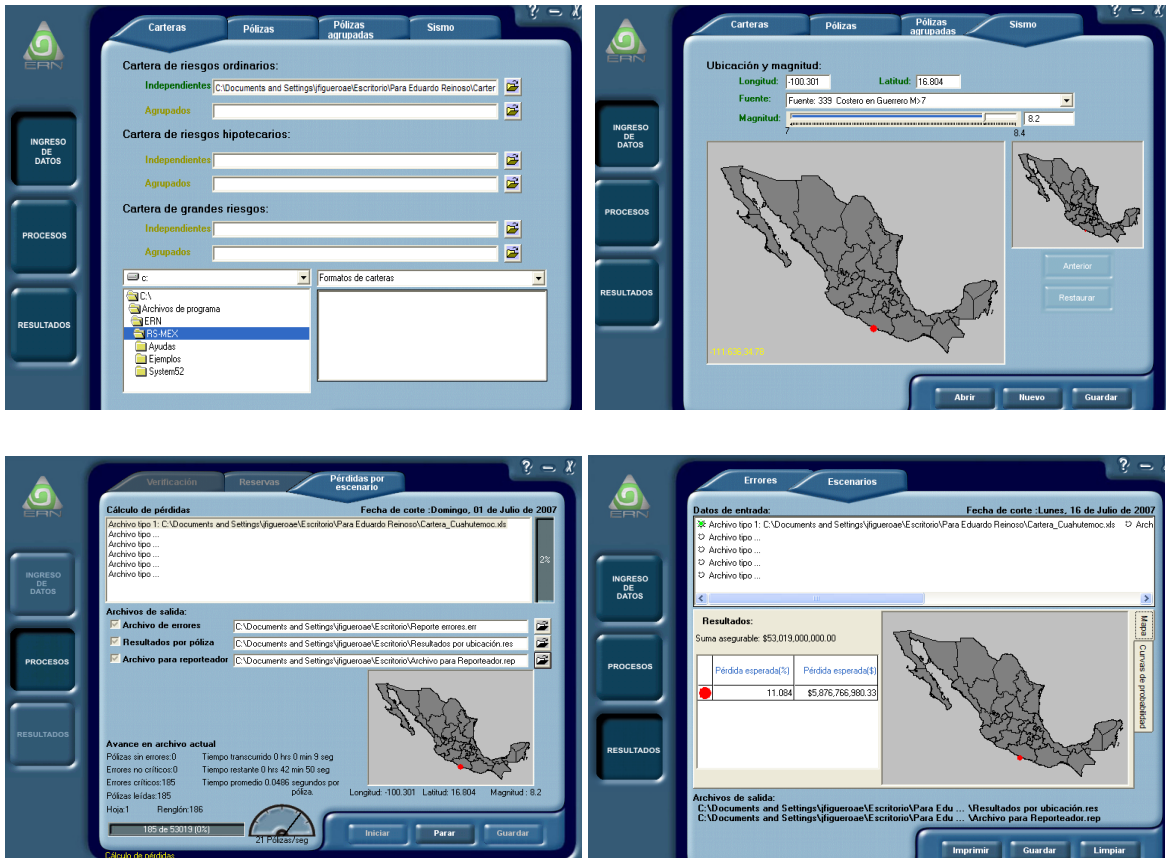 Carteras
Pólizas
Pólizas agrupadas
Sismo
ERN
INGRESO DE DATOS
PROCESOS
RESULTADOS
Cartera de riesgos ordinarios:
Independientes C:\Documents and Settings\jfigueroae\Escritorio\Para Eduardo Reinoso\Carter
Agrupados
Cartera de riesgos hipotecarios:
Independientes
Agrupados
Cartera de grandes riesgos:
Independientes
Agrupados
c:
Formatos de carteras
C:\
Archivos de programa
ERN
RS-MEX
Ayudas
Ejemplos
System52
Carteras
Pólizas
Pólizas agrupadas
Sismo
ERN
INGRESO DE DATOS
PROCESOS
RESULTADOS
Ubicación y magnitud:
Longitud: -100.301 Latitud: 16.804
Fuente: Fuente: 339 Costero en Guerrero M>7
Magnitud: 8.2
7 8.4
-111.636,34.78
Anterior
Restaurar
Abrir Nuevo Guardar
Verificación
Reservas
Pérdidas por escenario
ERN
INGRESO DE DATOS
PROCESOS
RESULTADOS
Cálculo de pérdidas Fecha de corte :Domingo, 01 de Julio de 2007
Archivo tipo 1: C:\Documents and Settings\jfigueroae\Escritorio\Para Eduardo Reinoso\Cartera_Cuahutemoc.xls
Archivo tipo ...
Archivo tipo ...
Archivo tipo ...
Archivo tipo ...
Archivo tipo ...
2%
Archivos de salida:
Archivo de errores C:\Documents and Settings\jfigueroae\Escritorio\Reporte errores.err
Resultados por póliza C:\Documents and Settings\jfigueroae\Escritorio\Resultados por ubicación.res
Archivo para reporteador C:\Documents and Settings\jfigueroae\Escritorio\Archivo para Reporteador.rep
Avance en archivo actual
Pólizas sin errores:0 Tiempo transcurrido 0 hrs 0 min 9 seg
Errores no críticos:0 Tiempo restante 0 hrs 42 min 50 seg
Errores críticos:185 Tiempo promedio 0.0486 segundos por póliza.
Pólizas leídas:185
Hoja:1 Renglón:186
Longitud: -100.301 Latitud: 16.804 Magnitud : 8.2
185 de 53019 (0%)
21 Pólizas/seg
Iniciar Parar Guardar
Cálculo de pérdidas
Errores
Escenarios
ERN
INGRESO DE DATOS
PROCESOS
RESULTADOS
Datos de entrada: Fecha de corte :Lunes, 16 de Julio de 2007
Archivo tipo 1: C:\Documents and Settings\jfigueroae\Escritorio\Para Eduardo Reinoso\Cartera_Cuahutemoc.xls Arch
Archivo tipo ...
Archivo tipo ...
Archivo tipo ...
Archivo tipo ...
Resultados:
Suma asegurable: $53,019,000,000.00
Pérdida esperada(%) Pérdida esperada($)
11.084 $5,876,766,980.33
Mapa
Curvas de probabilidad
Archivos de salida:
C:\Documents and Settings\jfigueroae\Escritorio\Para Edu ... \Resultados por ubicación.res
C:\Documents and Settings\jfigueroae\Escritorio\Para Edu ... \Archivo para Reporteador.rep
Imprimir Guardar Limpiar